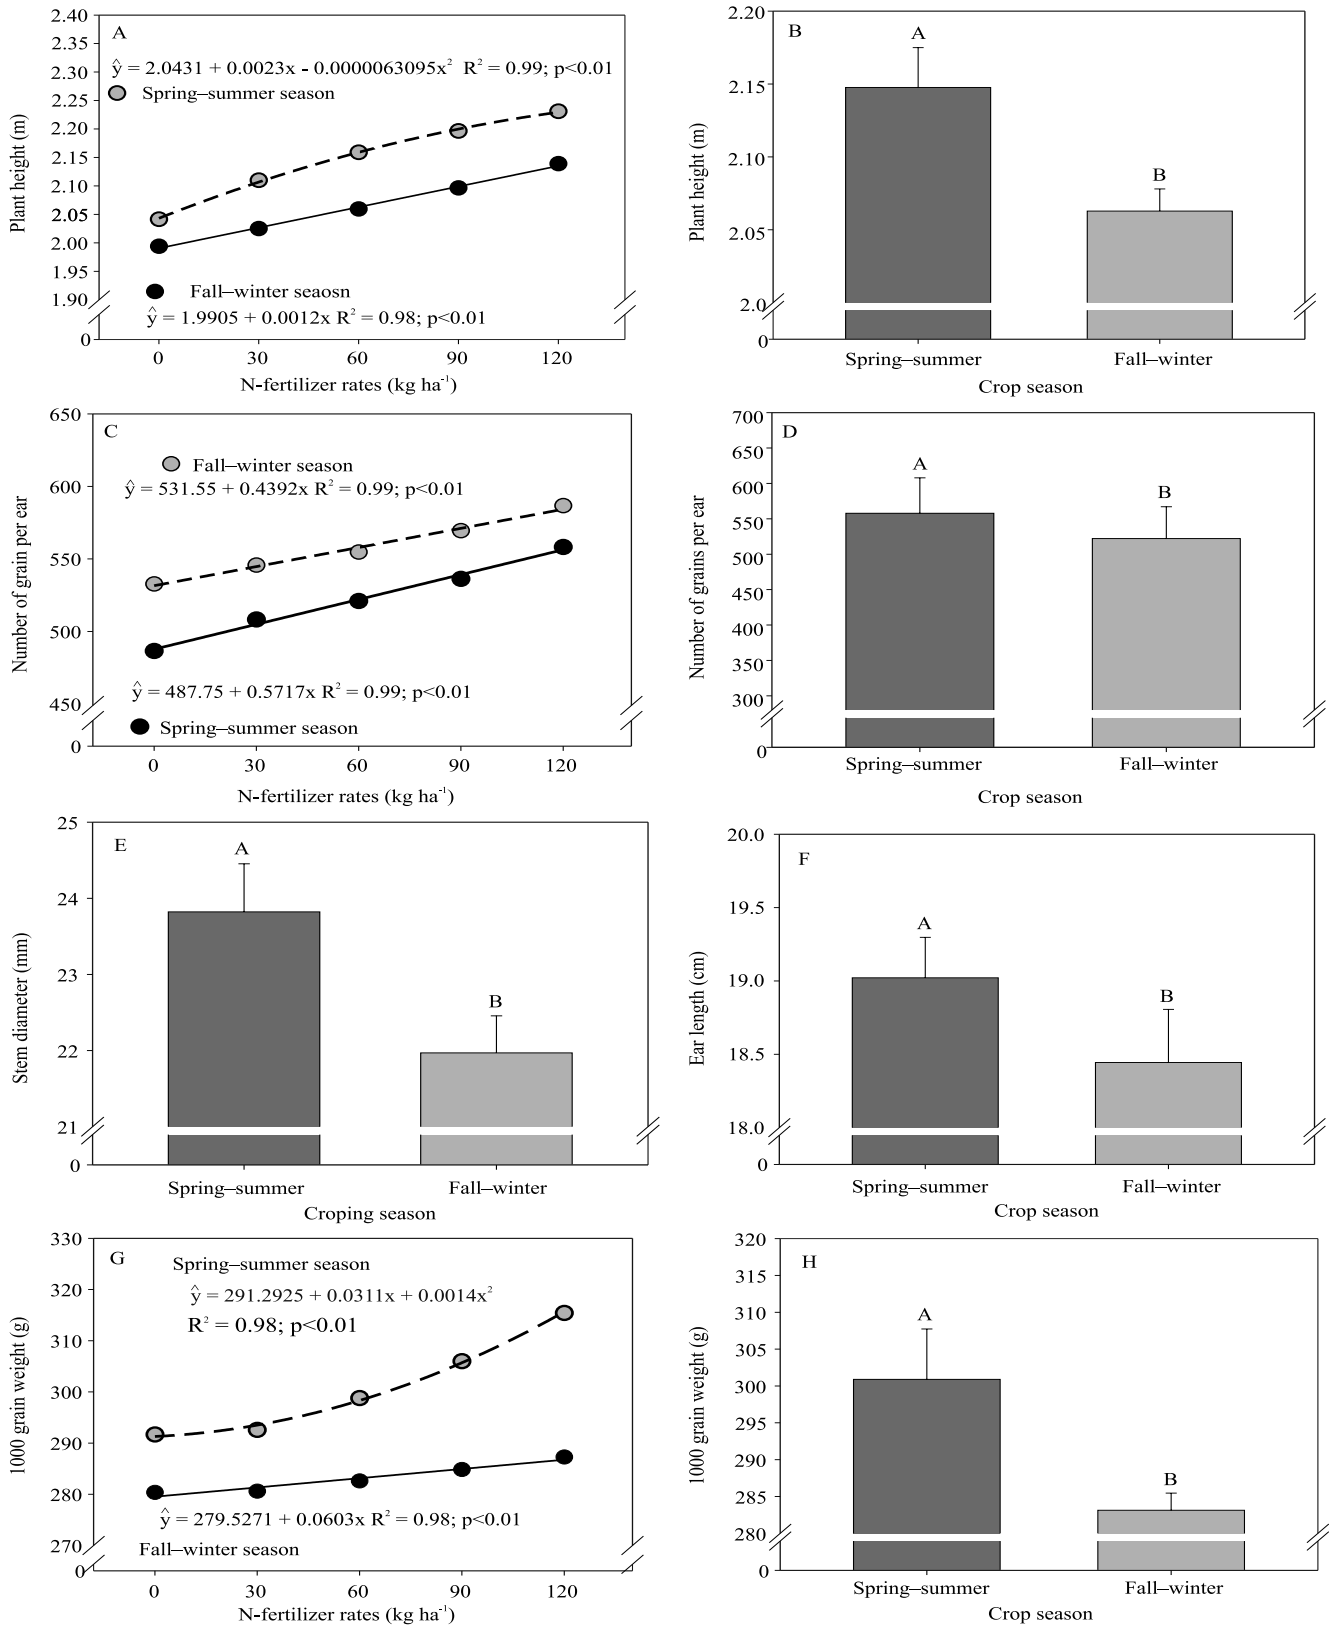 A
ŷ = 2.0431 + 0.0023x - 0.0000063095x² R² = 0.99; p<0.01
Spring–summer season
Fall–winter seaosn
ŷ = 1.9905 + 0.0012x R² = 0.98; p<0.01
Plant height (m)
2.40
2.35
2.30
2.25
2.20
2.15
2.10
2.05
2.00
1.95
1.90
0
0 30 60 90 120
N-fertilizer rates (kg ha⁻¹)
B
A
B
Plant height (m)
2.20
2.15
2.10
2.05
2.0
0
Spring–summer Fall–winter
Crop season
C
Fall–winter season
ŷ = 531.55 + 0.4392x R² = 0.99; p<0.01
ŷ = 487.75 + 0.5717x R² = 0.99; p<0.01
Spring–summer season
Number of grain per ear
650
600
550
500
450
0
0 30 60 90 120
N-fertilizer rates (kg ha⁻¹)
D
A
B
Number of grains per ear
700
650
600
550
500
450
400
350
300
0
Spring–summer Fall–winter
Crop season
E
A
B
Stem diameter (mm)
25
24
23
22
21
0
Spring–summer Fall–winter
Croping season
F
A
B
Ear length (cm)
20.0
19.5
19.0
18.5
18.0
0
Spring–summer Fall–winter
Crop season
G
Spring–summer season
ŷ = 291.2925 + 0.0311x + 0.0014x²
R² = 0.98; p<0.01
ŷ = 279.5271 + 0.0603x R² = 0.98; p<0.01
Fall–winter season
1000 grain weight (g)
330
320
310
300
290
280
270
0
0 30 60 90 120
N-fertilizer rates (kg ha⁻¹)
H
A
B
1000 grain weight (g)
320
315
310
305
300
295
290
285
280
0
Spring–summer Fall–winter
Crop season